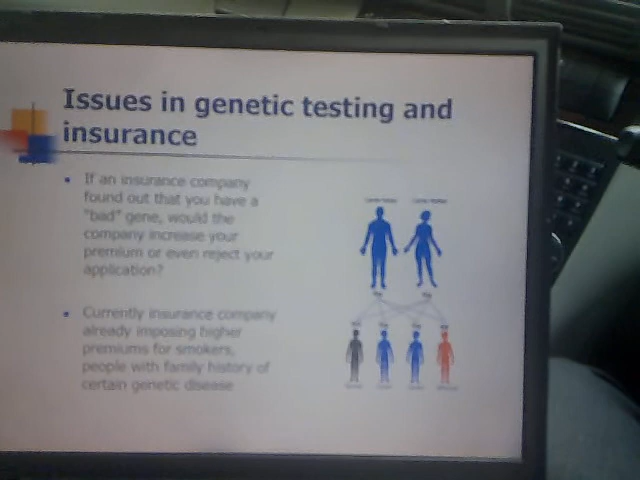 Issues in genetic testing and
insurance
If an insurance company
found out that you have a
"bad" gene, would the
company increase your
premium or even reject your
application?
Currently insurance company
already imposing higher
premiums for smokers,
people with family history of
certain genetic disease